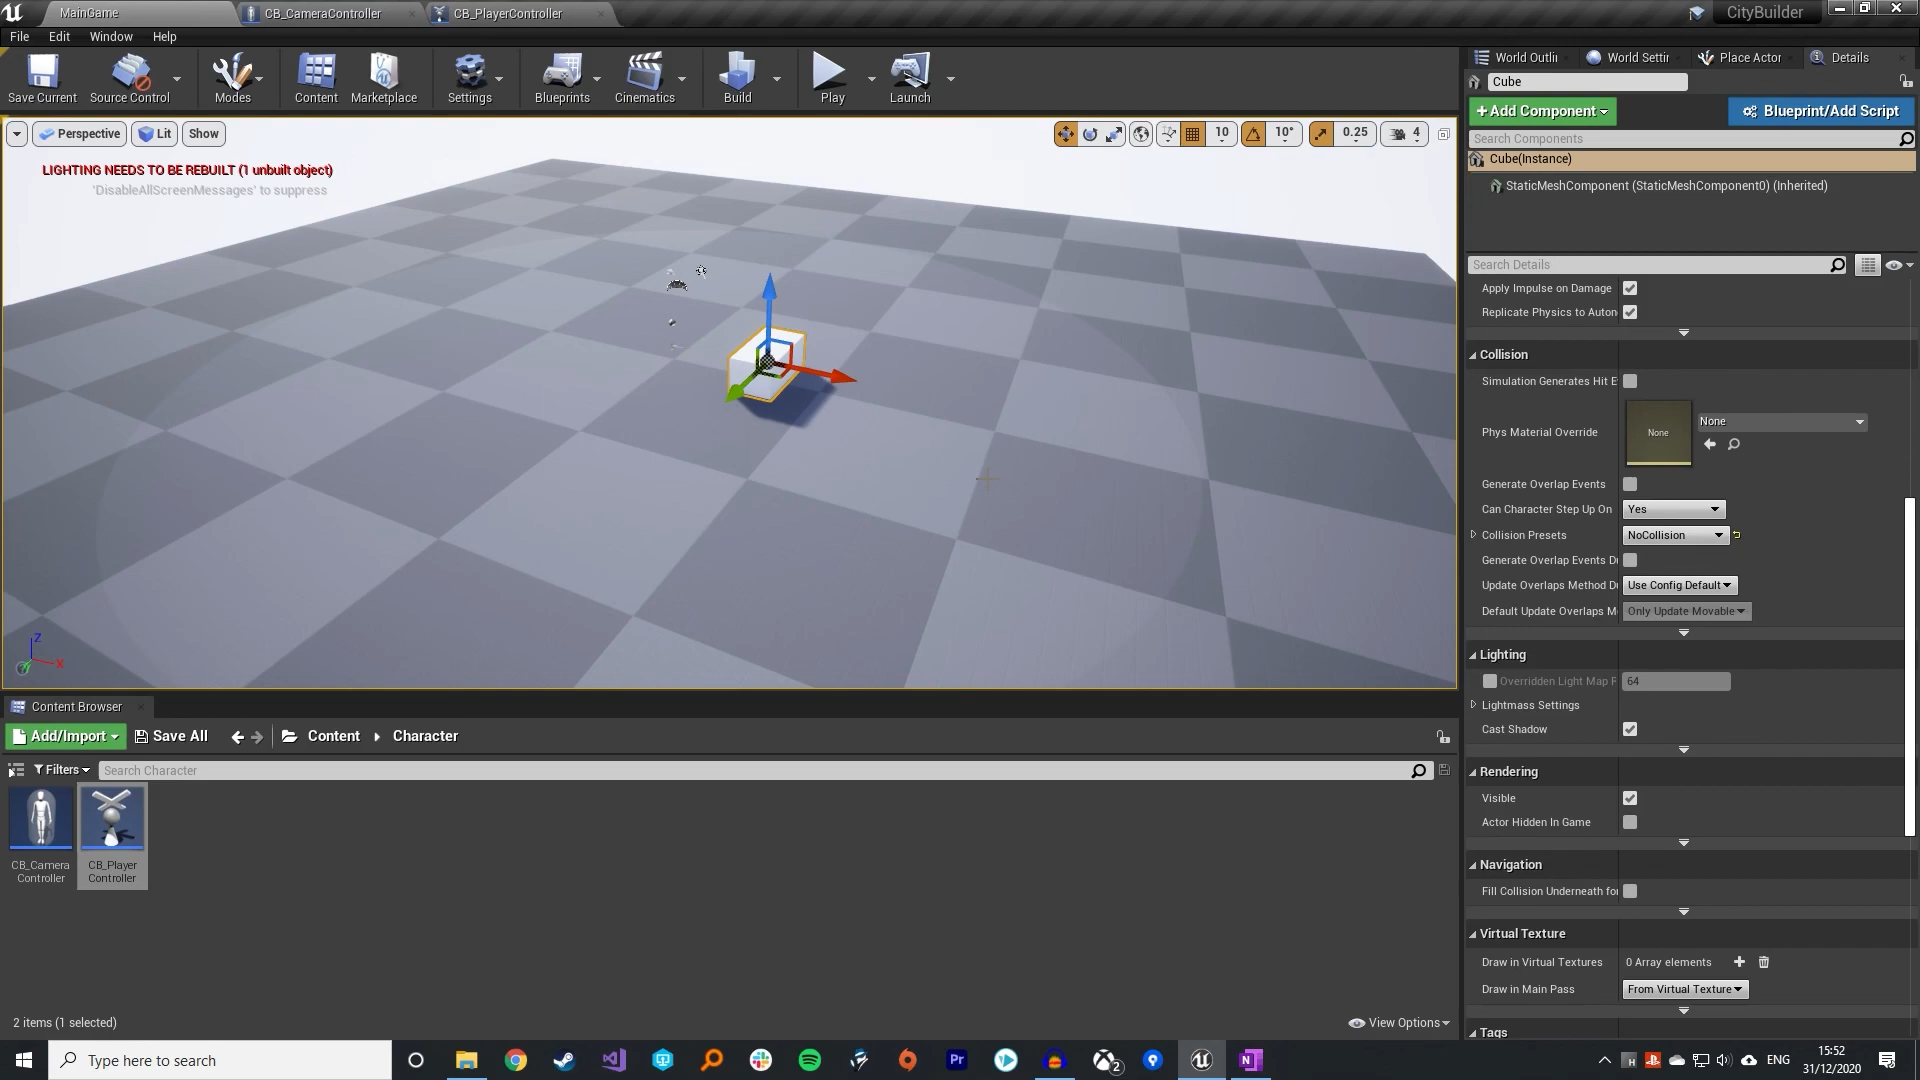 MainGame
CB_CameraController
CB_PlayerController
CityBuilder
File Edit Window Help
Save Current
Source Control
Modes
Content
Marketplace
Settings
Blueprints
Cinematics
Build
Play
Launch
Perspective
Lit
Show
10
10°
0.25
4
LIGHTING NEEDS TO BE REBUILT (1 unbuilt object)
'DisableAllScreenMessages' to suppress
Z
X
World Outli
World Settin
Place Actor
Details
Cube
+Add Component
Blueprint/Add Script
Search Components
Cube(Instance)
StaticMeshComponent (StaticMeshComponent0) (Inherited)
Search Details
Apply Impulse on Damage
Replicate Physics to Auton
Collision
Simulation Generates Hit E
Phys Material Override
None
None
Generate Overlap Events
Can Character Step Up On
Yes
Collision Presets
NoCollision
Generate Overlap Events D
Update Overlaps Method D
Use Config Default
Default Update Overlaps M
Only Update Movable
Lighting
Overridden Light Map R
64
Lightmass Settings
Cast Shadow
Rendering
Visible
Actor Hidden In Game
Navigation
Fill Collision Underneath for
Virtual Texture
Draw in Virtual Textures
0 Array elements
Draw in Main Pass
From Virtual Texture
Tags
Content Browser
Add/Import
Save All
Content
Character
Filters
Search Character
CB_Camera
Controller
CB_Player
Controller
2 items (1 selected)
View Options
Type here to search
Pr
2
N
H
ENG
15:52
31/12/2020